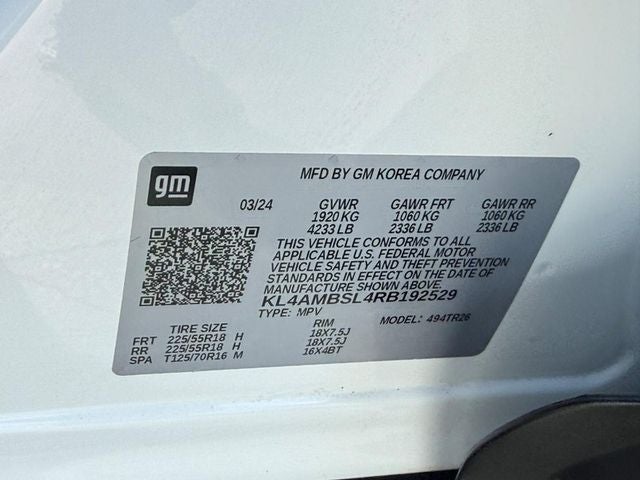 gm
MFD BY GM KOREA COMPANY
03/24 GVWR GAWR FRT GAWR RR
1920 KG 1060 KG 1060 KG
4233 LB 2336 LB 2336 LB
THIS VEHICLE CONFORMS TO ALL
APPLICABLE U.S. FEDERAL MOTOR
VEHICLE SAFETY AND THEFT PREVENTION
STANDARDS IN EFFECT ON THE DATE OF
MANUFACTURE SHOWN ABOVE.
KL4AMBSL4RB192529
TYPE: MPV MODEL: 494TR26
TIRE SIZE RIM
FRT 225/55R18 H 18X7.5J
RR 225/55R18 H 18X7.5J
SPA T125/70R16 M 16X4BT